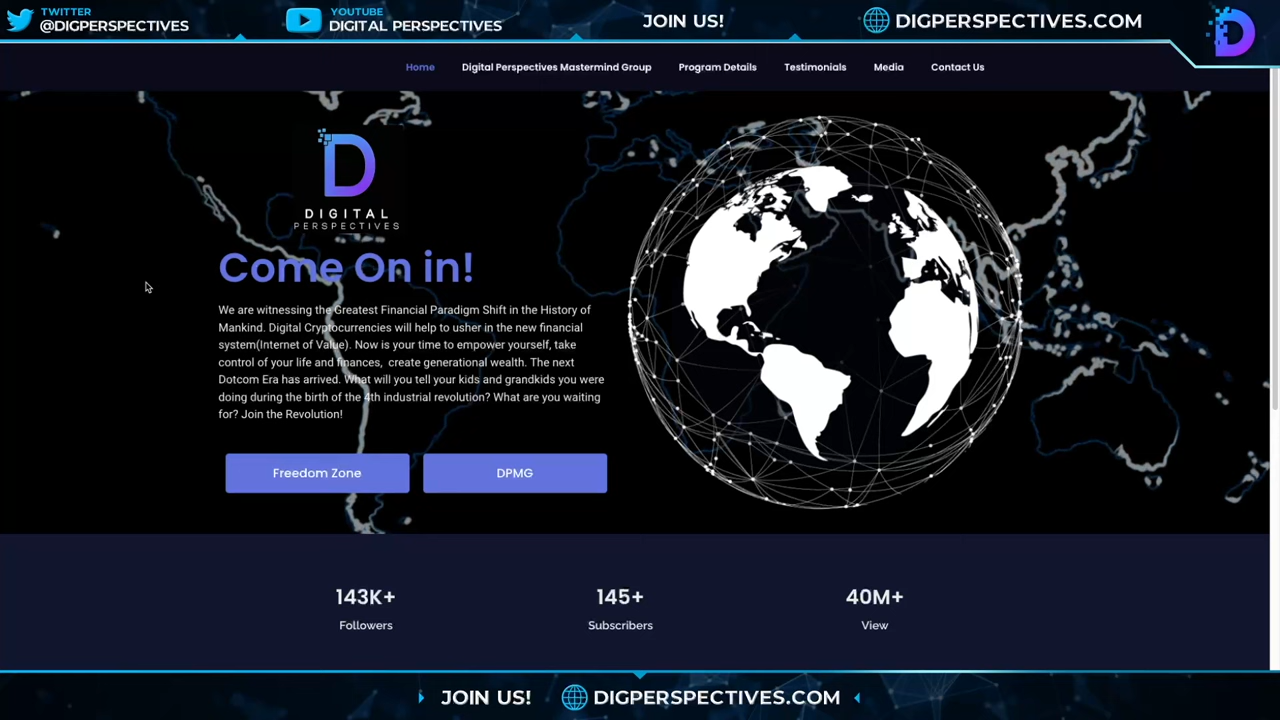 TWITTER
@DIGPERSPECTIVES
YOUTUBE
DIGITAL PERSPECTIVES
JOIN US!
DIGPERSPECTIVES.COM
Home
Digital Perspectives Mastermind Group
Program Details
Testimonials
Media
Contact Us
DIGITAL
PERSPECTIVES
Come On in!
We are witnessing the Greatest Financial Paradigm Shift in the History of
Mankind. Digital Cryptocurrencies will help to usher in the new financial
system(Internet of Value). Now is your time to empower yourself, take
control of your life and finances, create generational wealth. The next
Dotcom Era has arrived. What will you tell your kids and grandkids you were
doing during the birth of the 4th industrial revolution? What are you waiting
for? Join the Revolution!
Freedom Zone
DPMG
143K+
Followers
145+
Subscribers
40M+
View
JOIN US!
DIGPERSPECTIVES.COM